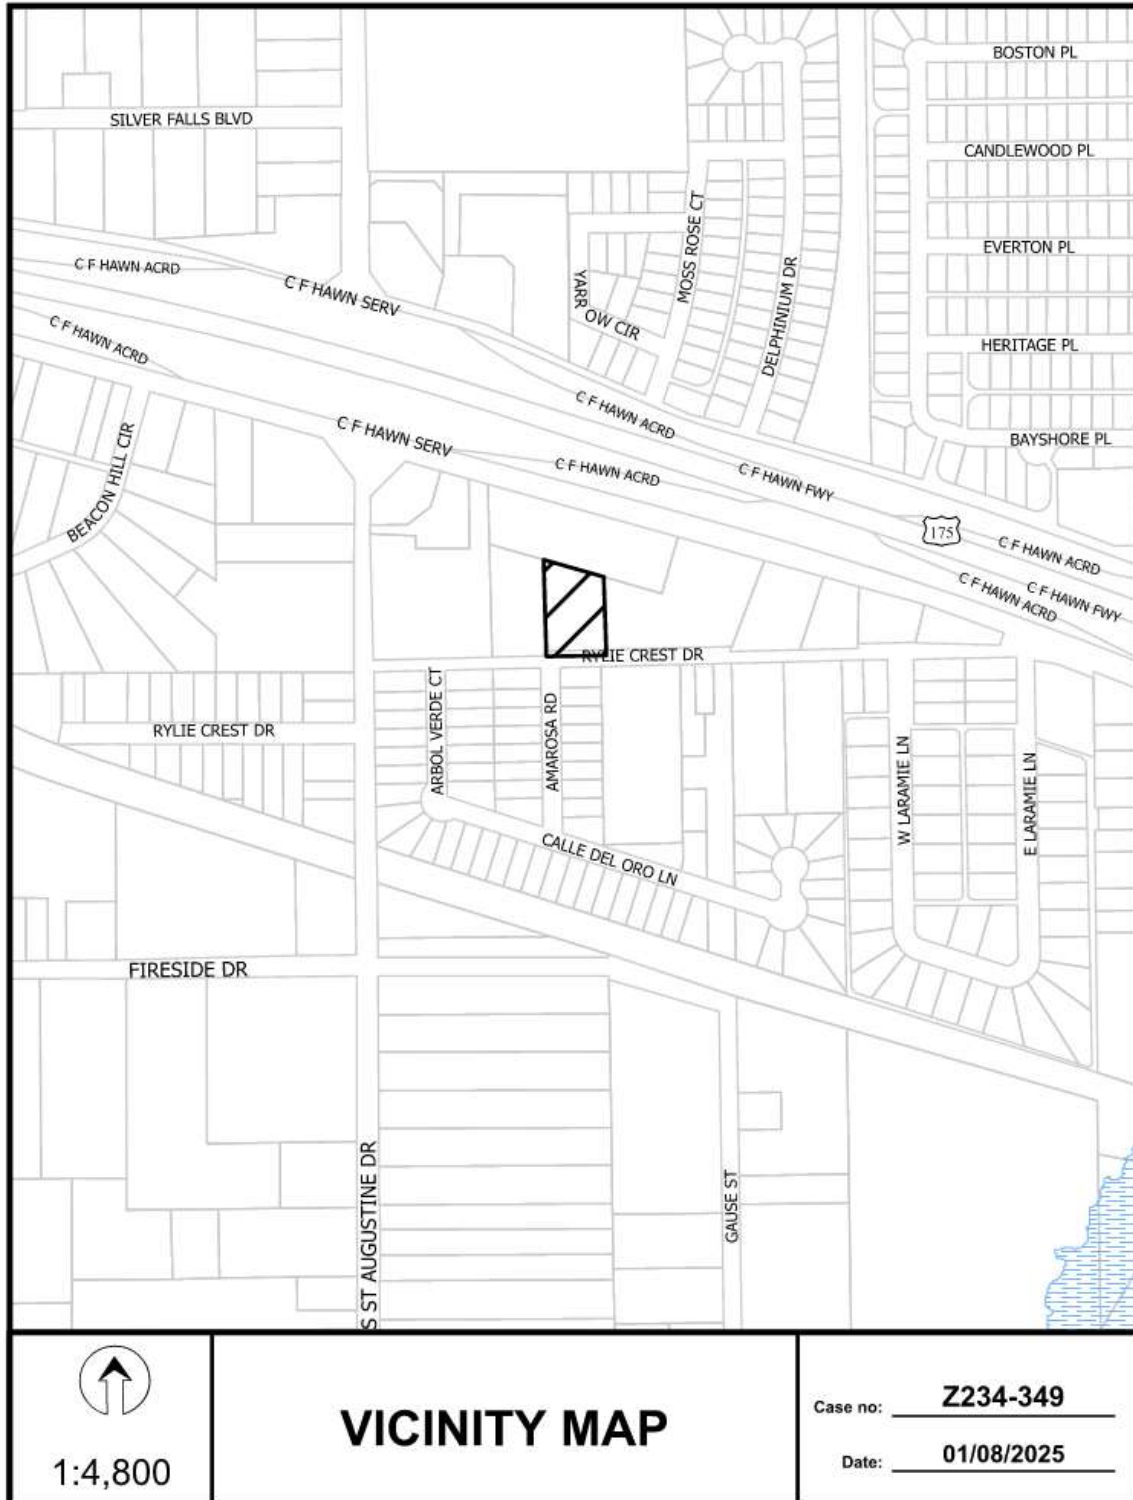 BOSTON PL
SILVER FALLS BLVD
CANDLEWOOD PL
MOSS ROSE CT
EVERTON PL
C F HAWN ACRD
C F HAWN SERV
YARR
OW CIR
DELPHINIUM DR
C F HAWN ACRD
HERITAGE PL
C F HAWN ACRD
C F HAWN SERV
BAYSHORE PL
BEACON HILL CIR
C F HAWN ACRD
C F HAWN FWY
175
C F HAWN ACRD
C F HAWN ACRD
C F HAWN FWY
RYLIE CREST DR
ARBOL VERDE CT
AMAROSA RD
RYLIE CREST DR
W LARAMIE LN
E LARAMIE LN
CALLE DEL ORO LN
FIRESIDE DR
S ST AUGUSTINE DR
GAUSE ST
1:4,800
VICINITY MAP
Case no: Z234-349
Date: 01/08/2025